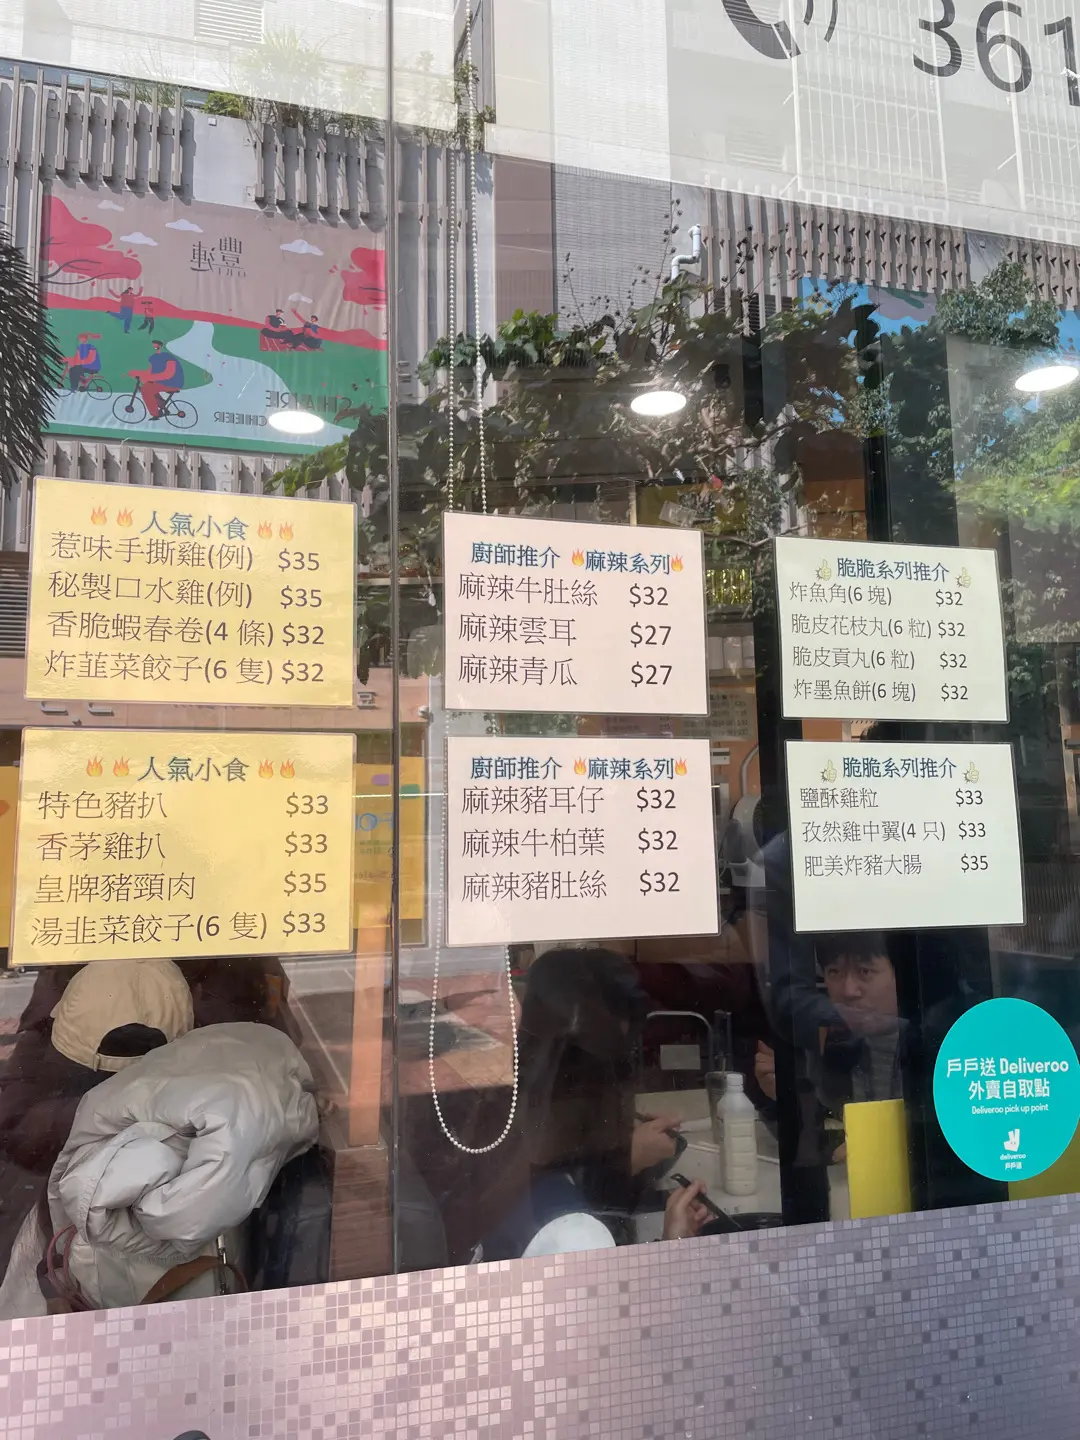 361
豐連
SHARE
CHEER
人氣小食
惹味手撕雞(例) $35
秘製口水雞(例) $35
香脆蝦春卷(4 條) $32
炸韮菜餃子(6 隻) $32
廚師推介 麻辣系列
麻辣牛肚絲 $32
麻辣雲耳 $27
麻辣青瓜 $27
脆脆系列推介
炸魚角(6 塊) $32
脆皮花枝丸(6 粒) $32
脆皮貢丸(6 粒) $32
炸墨魚餅(6 塊) $32
人氣小食
特色豬扒 $33
香茅雞扒 $33
皇牌豬頸肉 $35
湯韭菜餃子(6 隻) $33
廚師推介 麻辣系列
麻辣豬耳仔 $32
麻辣牛柏葉 $32
麻辣豬肚絲 $32
脆脆系列推介
鹽酥雞粒 $33
孜然雞中翼(4 只) $33
肥美炸豬大腸 $35
戶戶送 Deliveroo
外賣自取點
Deliveroo pick up point
deliveroo
戶戶送